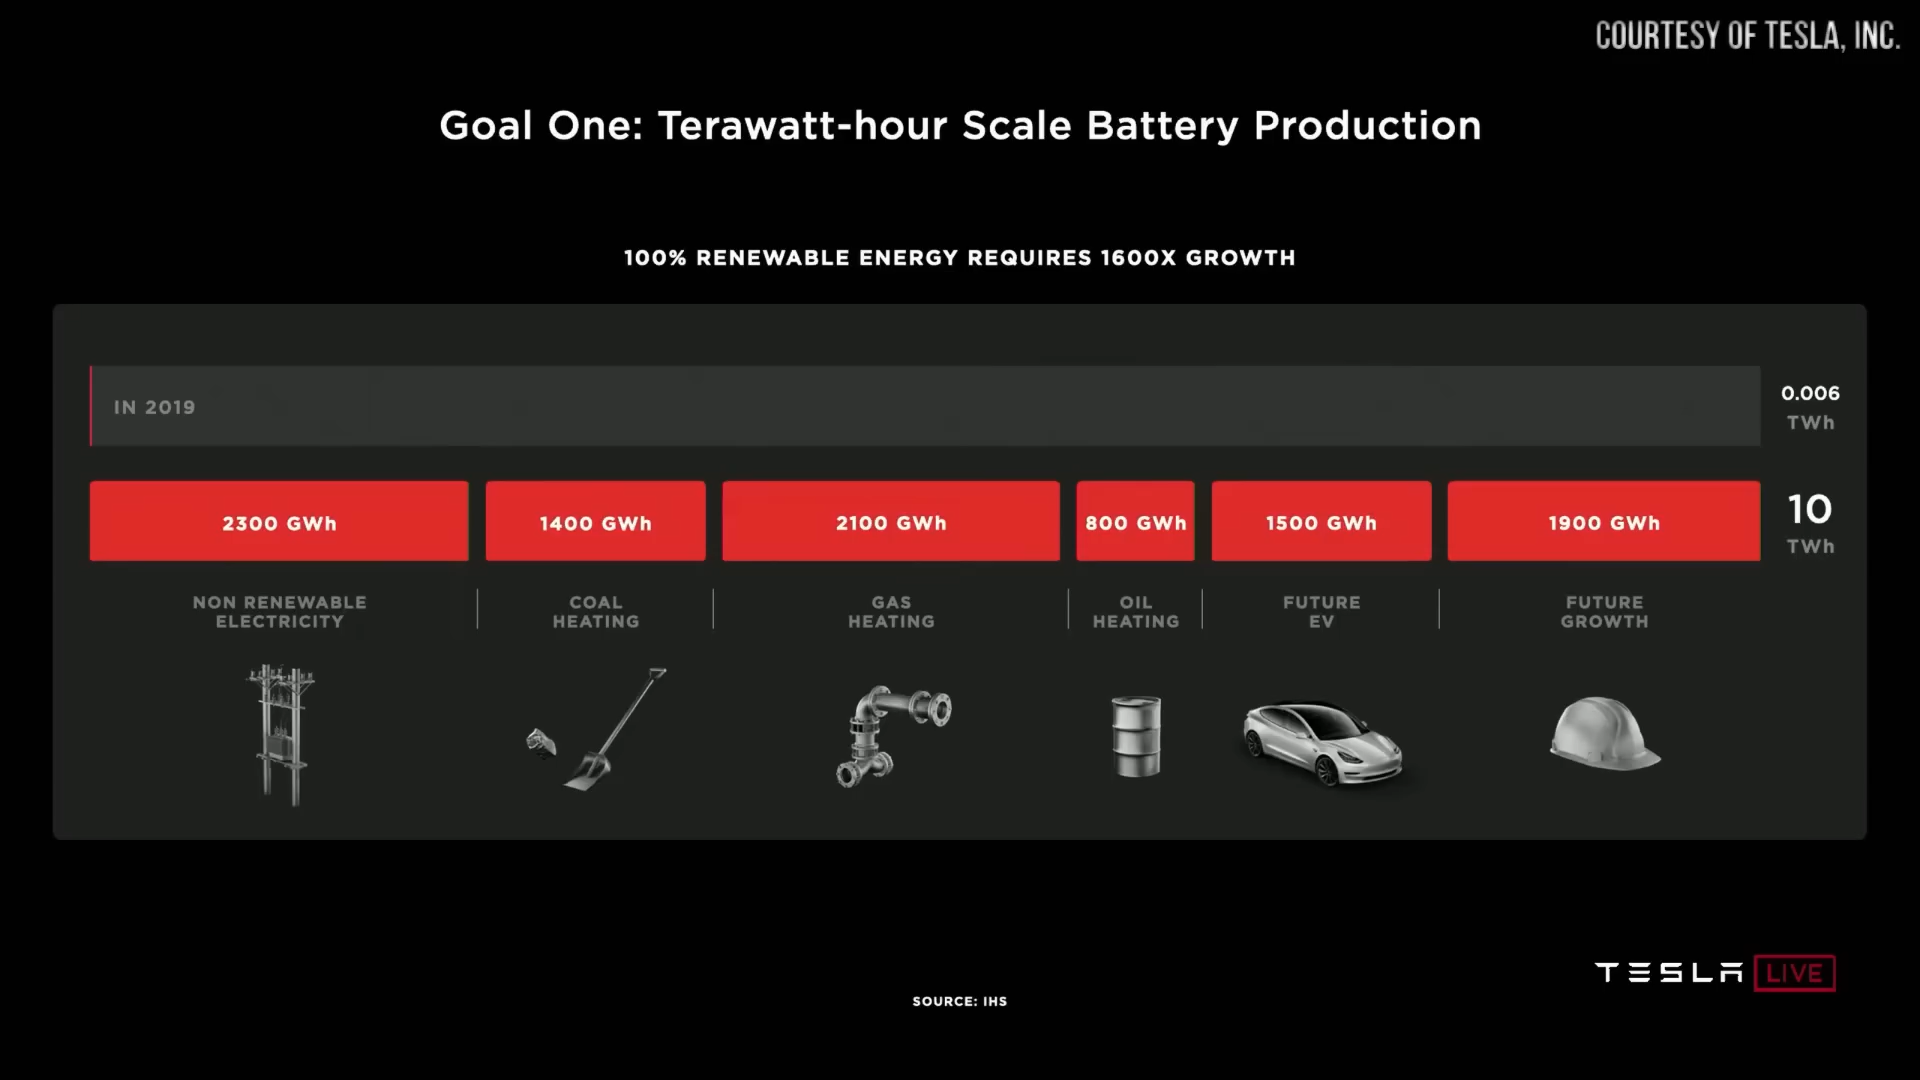 COURTESY OF TESLA, INC.
Goal One: Terawatt-hour Scale Battery Production
100% RENEWABLE ENERGY REQUIRES 1600X GROWTH
IN 2019
0.006
TWh
2300 GWh
1400 GWh
2100 GWh
800 GWh
1500 GWh
1900 GWh
10
TWh
NON RENEWABLE
ELECTRICITY
COAL
HEATING
GAS
HEATING
OIL
HEATING
FUTURE
EV
FUTURE
GROWTH
TESLA LIVE
SOURCE: IHS